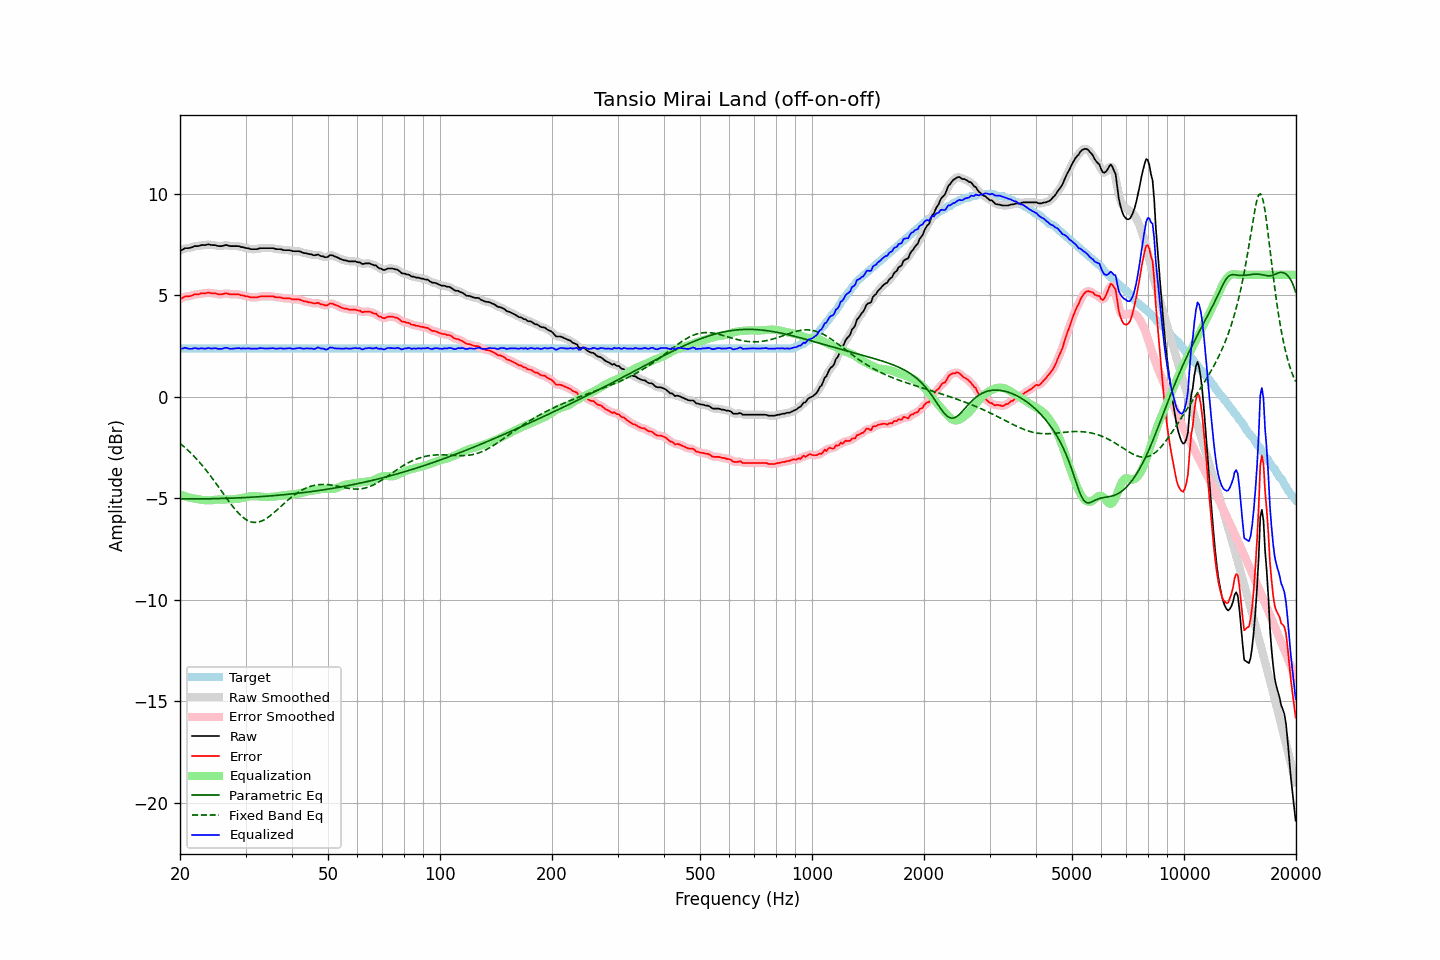 Tansio Mirai Land (off-on-off)
Amplitude (dBr)
10
5
0
−5
−10
−15
−20
Target
Raw Smoothed
Error Smoothed
Raw
Error
Equalization
Parametric Eq
Fixed Band Eq
Equalized
20 50 100 200 500 1000 2000 5000 10000 20000
Frequency (Hz)